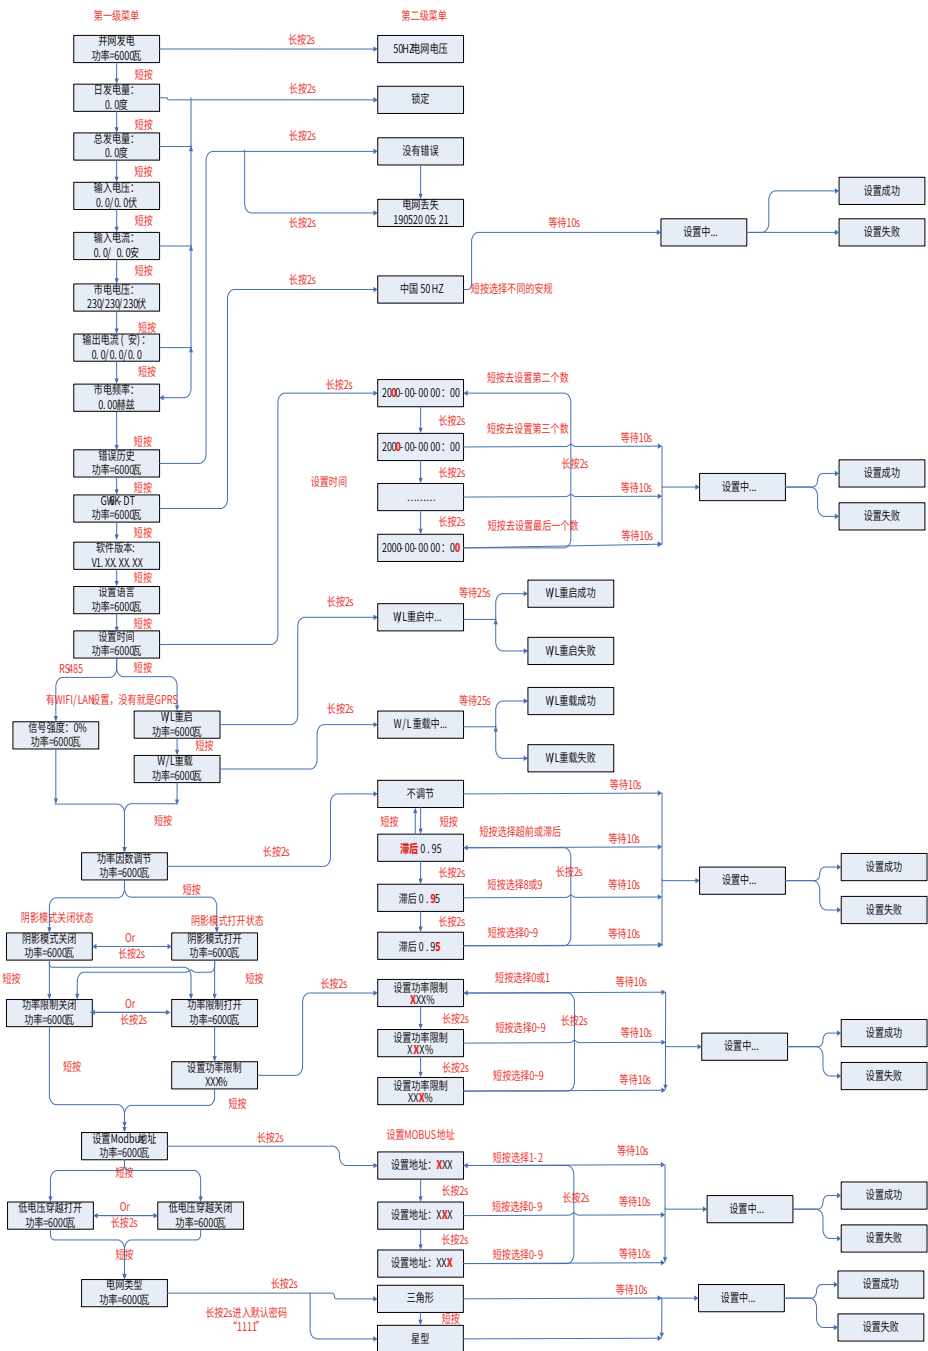 第一级菜单
第二级菜单
并网发电
功率=6000瓦
长按2s
50HZ电网电压
短按
日发电量：
0.0度
长按2s
锁定
短按
总发电量：
0.0度
长按2s
没有错误
短按
输入电压：
0.0/0.0伏
电网丢失
190520 05:21
长按2s
设置成功
短按
输入电流：
0.0/ 0.0安
等待10s
设置中...
设置失败
短按
市电电压：
230/230/230伏
长按2s
中国 50 HZ
短按选择不同的安规
短按
输出电流（ 安）：
0.0/0.0/0.0
短按
市电频率：
0.00赫兹
长按2s
2000-00-00 00：00
短按去设置第二个数
长按2s
短按
错误历史
功率=6000瓦
2000-00-00 00：00
短按去设置第三个数
等待10s
长按2s
长按2s
设置成功
短按
设置时间
GW0K-DT
功率=6000瓦
.........
等待10s
设置中...
设置失败
短按
长按2s
短按去设置最后一个数
软件版本：
V1.XX.XX.XX
2000-00-00 00：00
等待10s
短按
设置语言
功率=6000瓦
等待25s
W/L重启成功
短按
长按2s
W/L重启中...
设置时间
功率=6000瓦
W/L重启失败
RS485
短按
有WIFI/LAN设置，没有就是GPRS
信号强度：0%
功率=6000瓦
W/L重启
功率=6000瓦
短按
长按2s
W/L重载中...
等待25s
W/L重载成功
W/L重载
功率=6000瓦
W/L重载失败
短按
不调节
等待10s
短按
短按
短按选择超前或滞后
滞后 0.95
等待10s
功率因数调节
功率=6000瓦
长按2s
长按2s
长按2s
设置成功
短按
滞后 0.95
短按选择8或9
等待10s
设置中...
设置失败
阴影模式关闭状态
阴影模式打开状态
长按2s
阴影模式关闭
功率=6000瓦
Or
长按2s
阴影模式打开
功率=6000瓦
滞后 0.95
短按选择0~9
等待10s
短按
短按
长按2s
设置功率限制
XXX%
短按选择0或1
等待10s
功率限制关闭
功率=6000瓦
Or
长按2s
功率限制打开
功率=6000瓦
长按2s
长按2s
设置功率限制
XXX%
短按选择0~9
等待10s
设置成功
设置中...
短按
设置功率限制
XXX%
长按2s
设置功率限制
XXX%
短按选择0~9
等待10s
设置失败
短按
设置Modbus地址
功率=6000瓦
长按2s
设置MOBUS地址
设置地址：XXX
短按选择1-2
等待10s
短按
长按2s
长按2s
低电压穿越打开
功率=6000瓦
Or
长按2s
低电压穿越关闭
功率=6000瓦
设置地址：XXX
短按选择0-9
等待10s
设置中...
设置成功
短按
长按2s
设置地址：XXX
短按选择0-9
等待10s
设置失败
电网类型
功率=6000瓦
长按2s
三角形
等待10s
设置中...
设置成功
长按2s进入默认密码
“1111”
短按
星型
设置失败